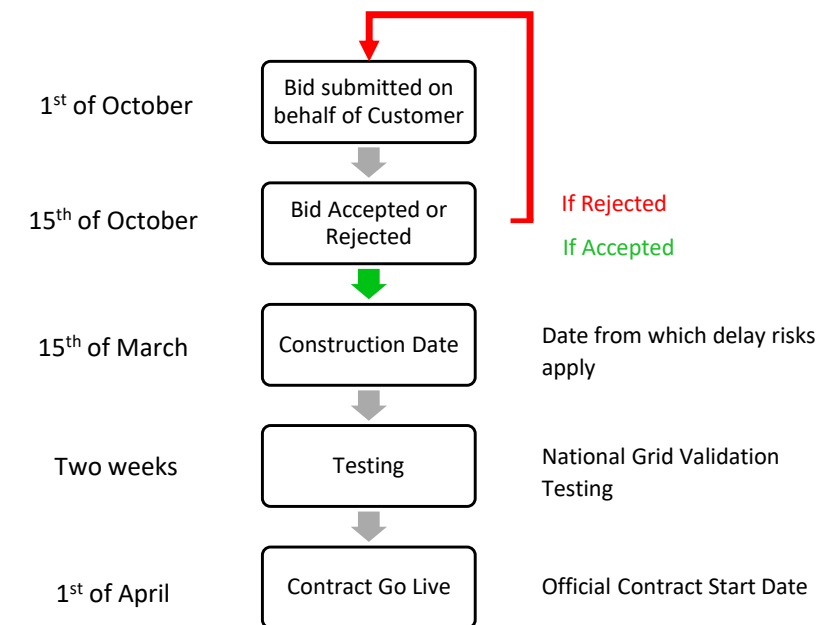 1st of October
Bid submitted on
behalf of Customer
15th of October
Bid Accepted or
Rejected
If Rejected
If Accepted
15th of March
Construction Date
Date from which delay risks
apply
Two weeks
Testing
National Grid Validation
Testing
1st of April
Contract Go Live
Official Contract Start Date